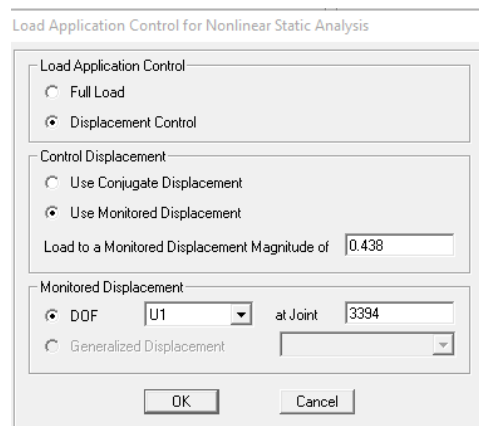 Load Application Control for Nonlinear Static Analysis
Load Application Control
Full Load
Displacement Control
Control Displacement
Use Conjugate Displacement
Use Monitored Displacement
Load to a Monitored Displacement Magnitude of 0.438
Monitored Displacement
DOF U1 at Joint 3394
Generalized Displacement
OK Cancel